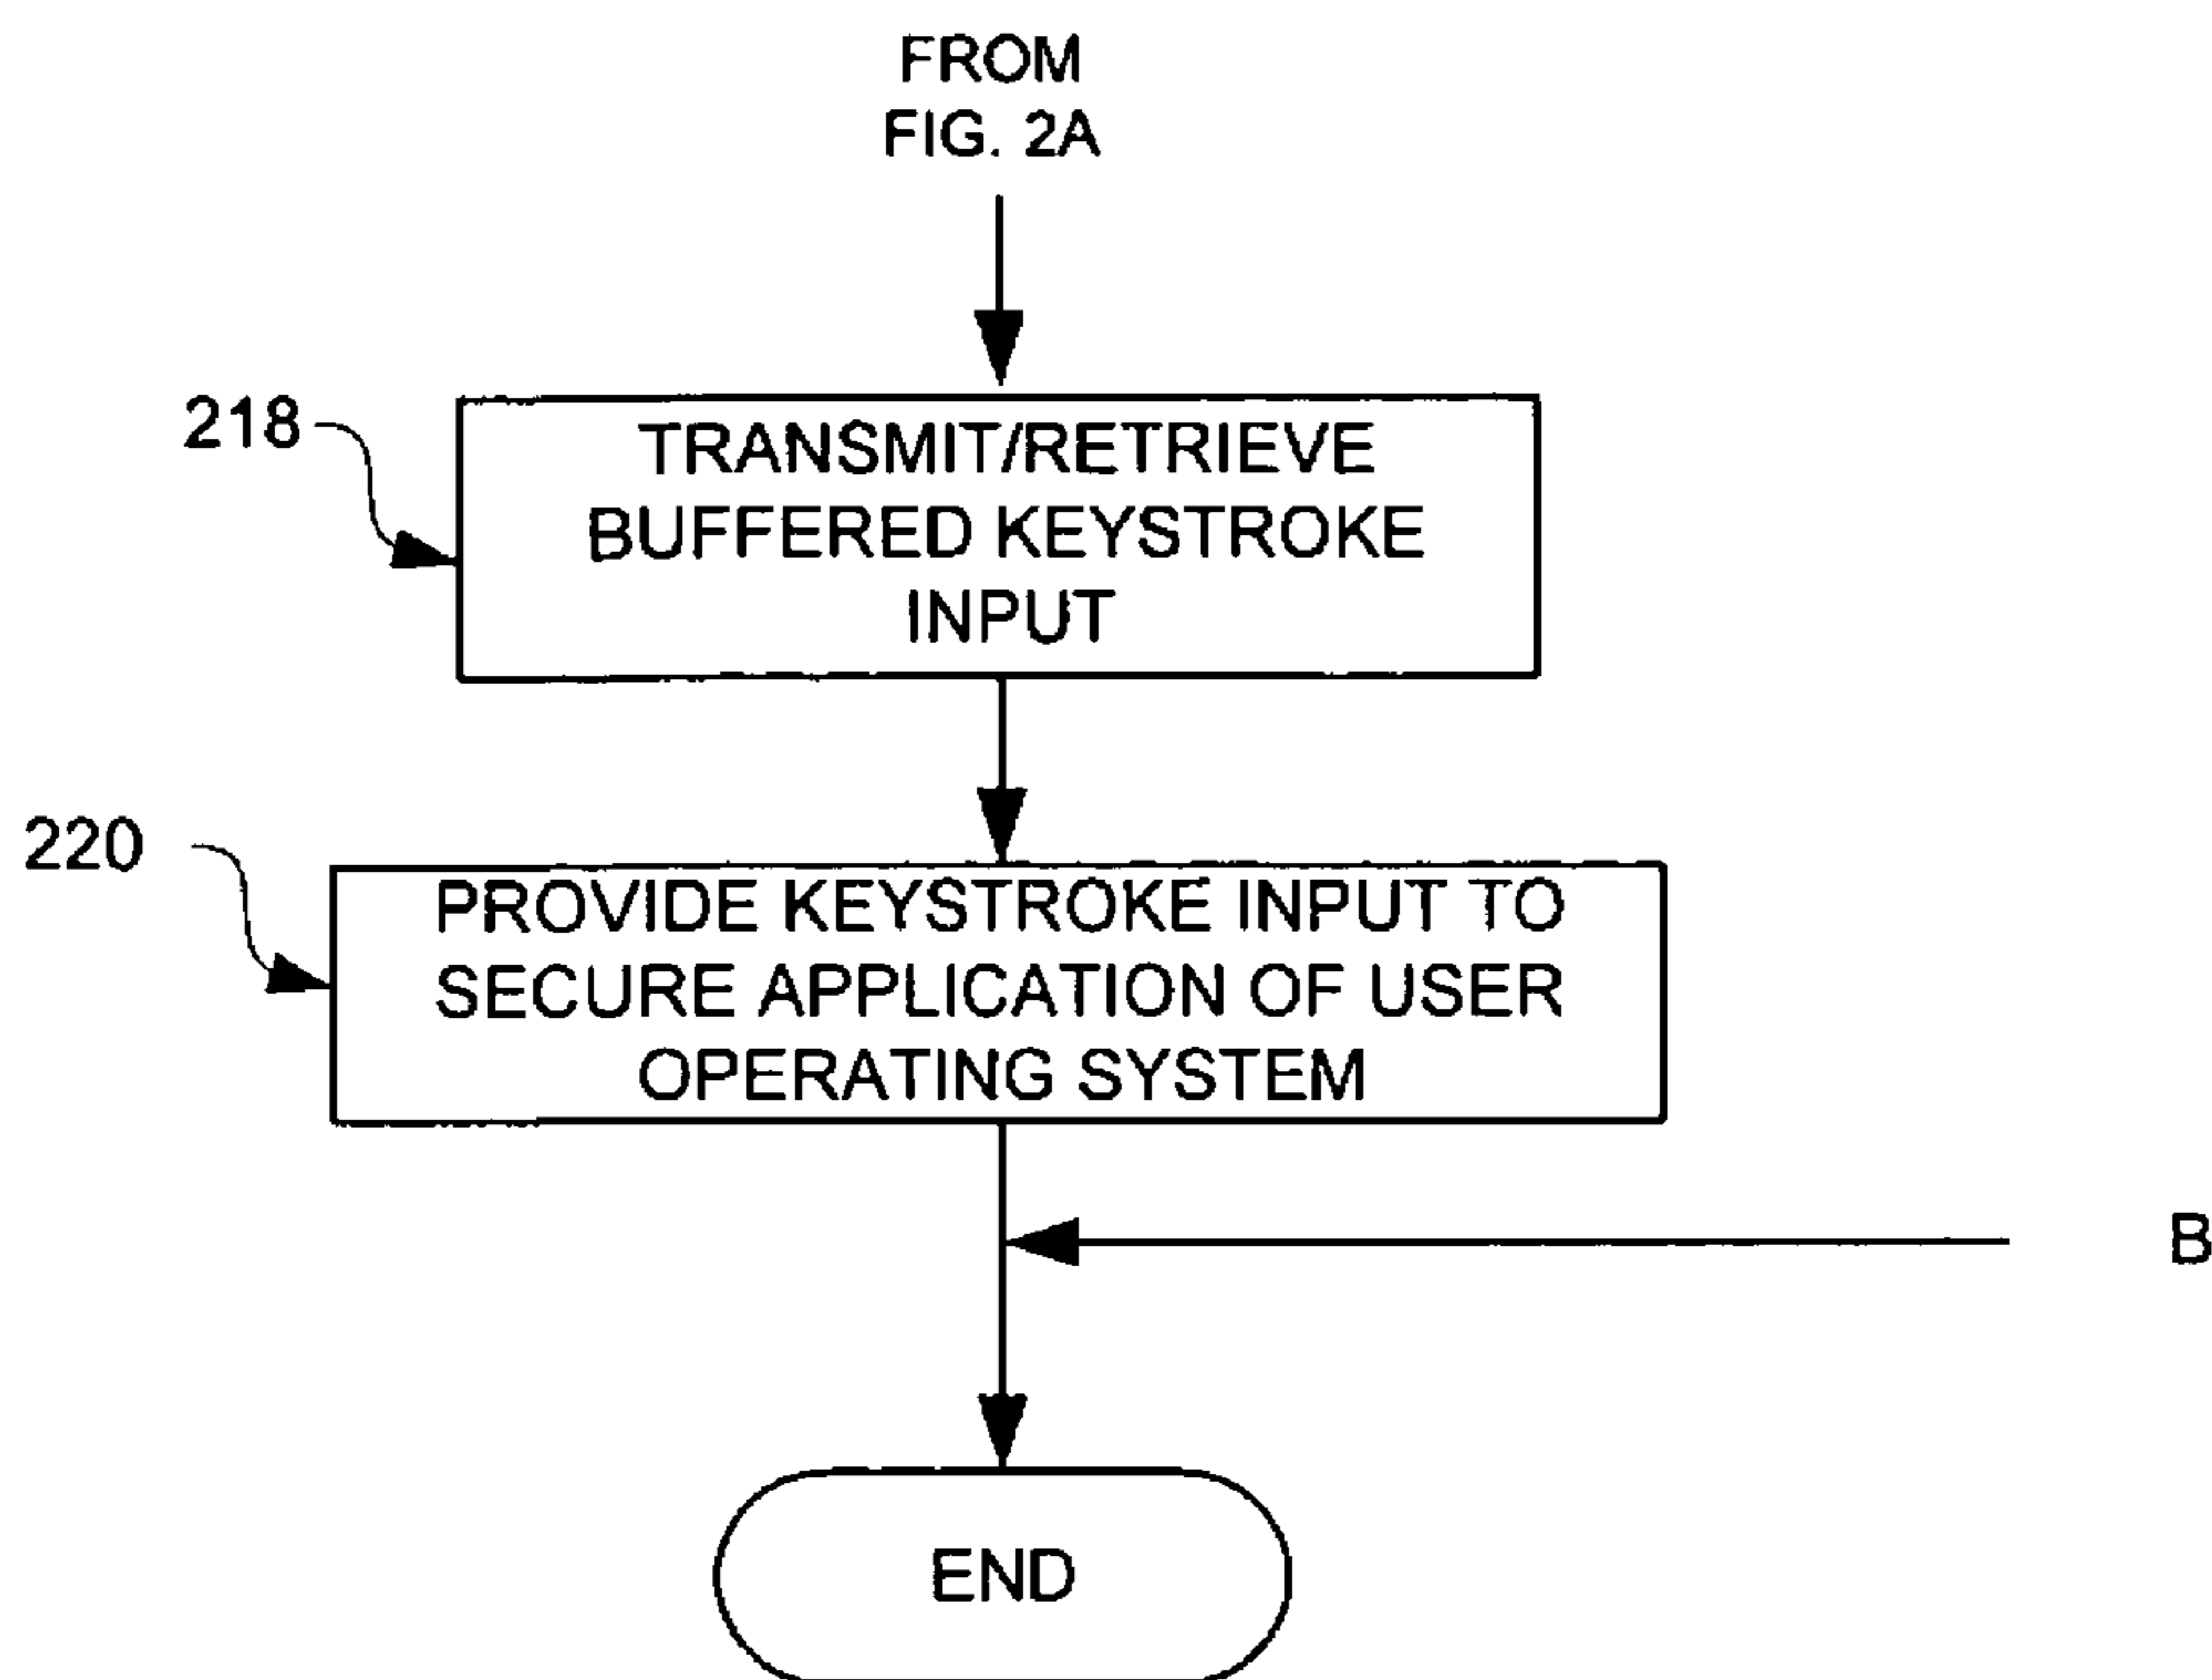 FROM
FIG. 2A
218
TRANSMIT/RETRIEVE
BUFFERED KEYSTROKE
INPUT
220
PROVIDE KEYSTROKE INPUT TO
SECURE APPLICATION OF USER
OPERATING SYSTEM
B
END